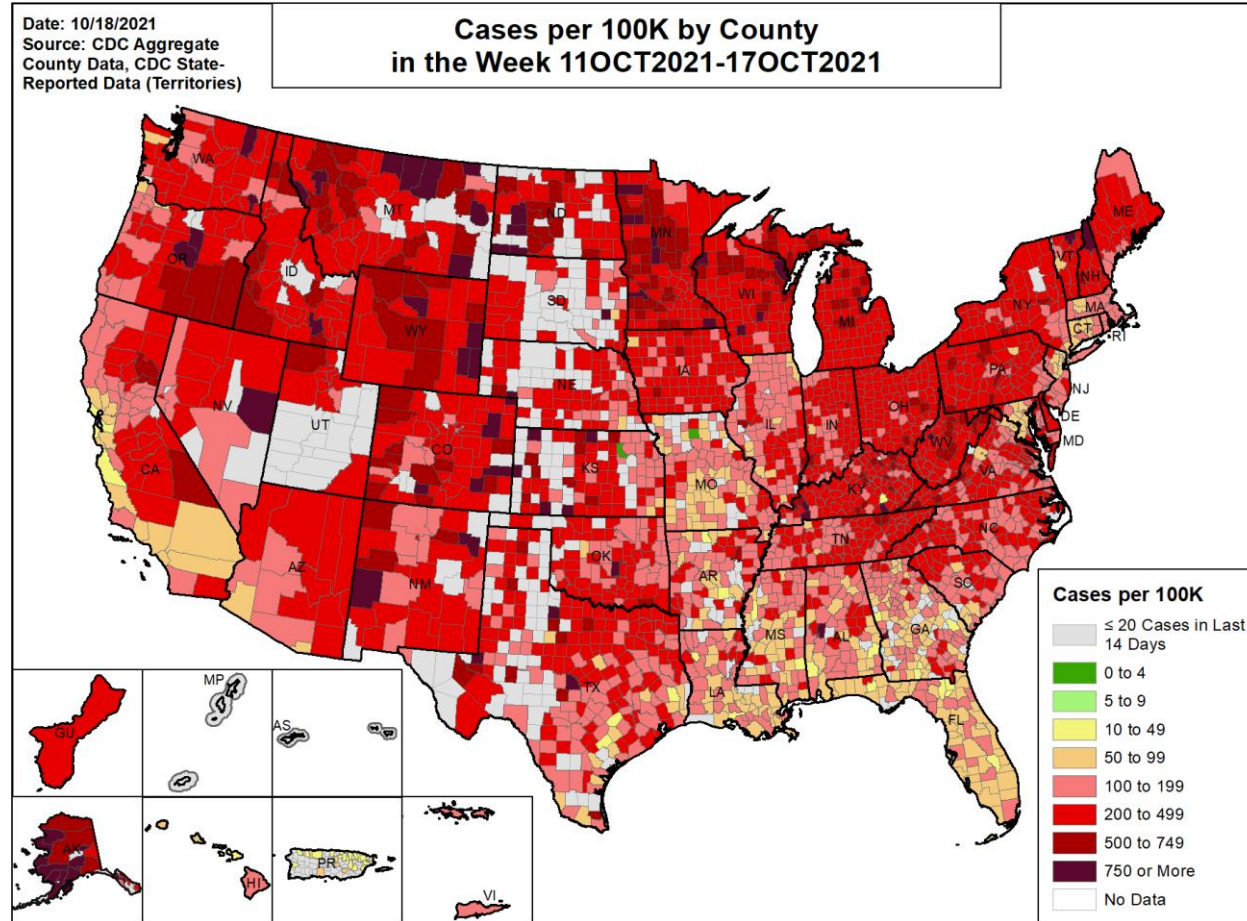 Date: 10/18/2021
Source: CDC Aggregate
County Data, CDC State-
Reported Data (Territories)
Cases per 100K by County
in the Week 11OCT2021-17OCT2021
WA
MT
ND
MN
ME
OR
ID
SD
WI
MI
VT
NH
NY
MA
CT
RI
WY
IA
NE
PA
NJ
NV
UT
CO
IL
IN
OH
DE
MD
WV
VA
CA
KS
MO
KY
AZ
NM
OK
AR
TN
NC
SC
MS
AL
GA
TX
LA
FL
GU
MP
AS
AK
HI
PR
VI
Cases per 100K
≤ 20 Cases in Last
14 Days
0 to 4
5 to 9
10 to 49
50 to 99
100 to 199
200 to 499
500 to 749
750 or More
No Data